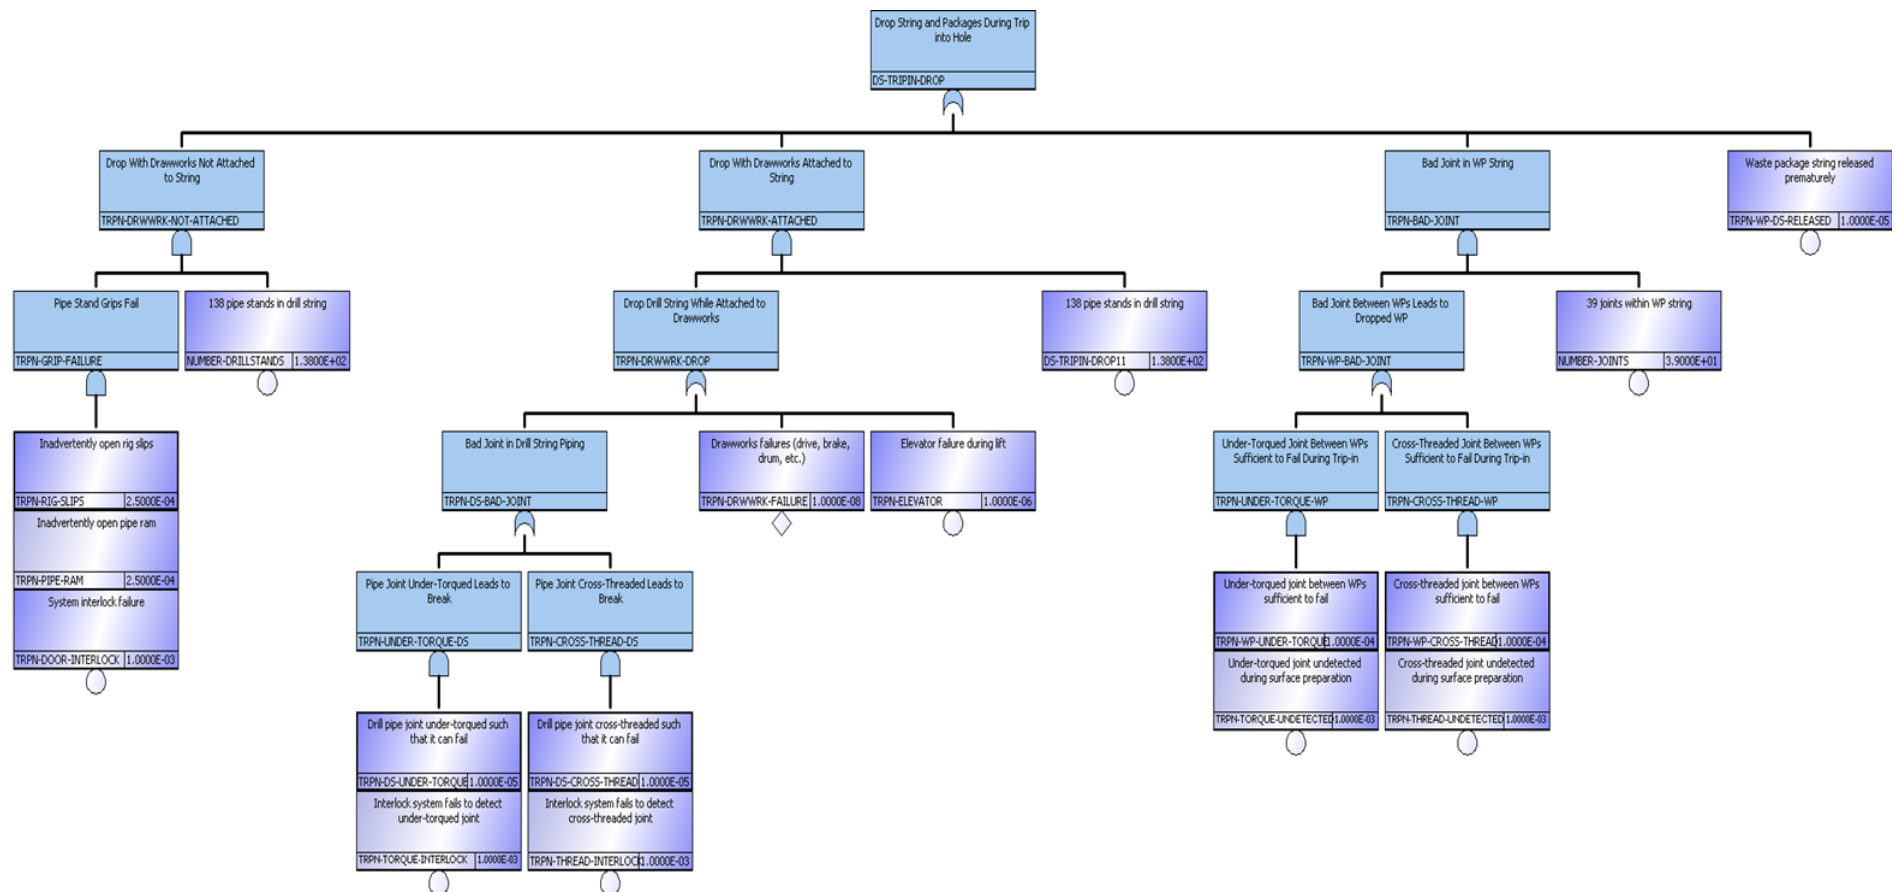 Drop String and Packages During Trip
into Hole
DS-TRIPIN-DROP
Drop With Drawworks Not Attached
to String
TRPN-DRWWRK-NOT-ATTACHED
Drop With Drawworks Attached to
String
TRPN-DRWWRK-ATTACHED
Bad Joint in WP String
TRPN-BAD-JOINT
Waste package string released
prematurely
TRPN-WP-DS-RELEASED 1.0000E-05
Pipe Stand Grips Fail
TRPN-GRIP-FAILURE
138 pipe stands in drill string
NUMBER-DRILLSTANDS 1.3800E+02
Drop Drill String While Attached to
Drawworks
TRPN-DRWWRK-DROP
138 pipe stands in drill string
DS-TRIPIN-DROP11 1.3800E+02
Bad Joint Between WPs Leads to
Dropped WP
TRPN-WP-BAD-JOINT
39 joints within WP string
NUMBER-JOINTS 3.9000E+01
Inadvertently open rig slips
TRPN-RIG-SLIPS 2.5000E-04
Inadvertently open pipe ram
TRPN-PIPE-RAM 2.5000E-04
System interlock failure
TRPN-DOOR-INTERLOCK 1.0000E-03
Bad Joint in Drill String Piping
TRPN-DS-BAD-JOINT
Drawworks failures (drive, brake,
drum, etc.)
TRPN-DRWWRK-FAILURE 1.0000E-08
Elevator failure during lift
TRPN-ELEVATOR 1.0000E-06
Under-Torqued Joint Between WPs
Sufficient to Fail During Trip-in
TRPN-UNDER-TORQUE-WP
Cross-Threaded Joint Between WPs
Sufficient to Fail During Trip-in
TRPN-CROSS-THREAD-WP
Pipe Joint Under-Torqued Leads to
Break
TRPN-UNDER-TORQUE-DS
Pipe Joint Cross-Threaded Leads to
Break
TRPN-CROSS-THREAD-DS
Under-torqued joint between WPs
sufficient to fail
TRPN-WP-UNDER-TORQUE 1.0000E-04
Under-torqued joint undetected
during surface preparation
TRPN-TORQUE-UNDETECTED 1.0000E-03
Cross-threaded joint between WPs
sufficient to fail
TRPN-WP-CROSS-THREAD 1.0000E-04
Cross-threaded joint undetected
during surface preparation
TRPN-THREAD-UNDETECTED 1.0000E-03
Drill pipe joint under-torqued such
that it can fail
TRPN-DS-UNDER-TORQUE 1.0000E-05
Interlock system fails to detect
under-torqued joint
TRPN-TORQUE-INTERLOCK 1.0000E-03
Drill pipe joint cross-threaded such
that it can fail
TRPN-DS-CROSS-THREAD 1.0000E-05
Interlock system fails to detect
cross-threaded joint
TRPN-THREAD-INTERLOCK 1.0000E-03